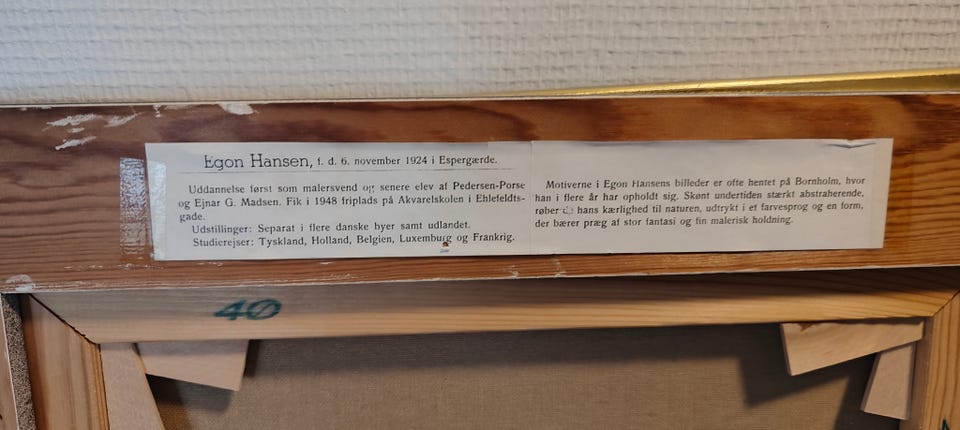 Egon Hansen, f. d. 6. november 1924 i Espergærde.
Uddannelse først som malersvend og senere elev af Pedersen-Porse
og Ejnar G. Madsen. Fik i 1948 friplads på Akvarelskolen i Ehlefeldts-
gade.
Udstillinger: Separat i flere danske byer samt udlandet.
Studierejser: Tyskland, Holland, Belgien, Luxemburg og Frankrig.
Motiverne i Egon Hansens billeder er ofte hentet på Bornholm, hvor
han i flere år har opholdt sig. Skønt undertiden stærkt abstraherende,
røber hans kærlighed til naturen, udtrykt i et farvesprog og en form,
der bærer præg af stor fantasi og fin malerisk holdning.
40